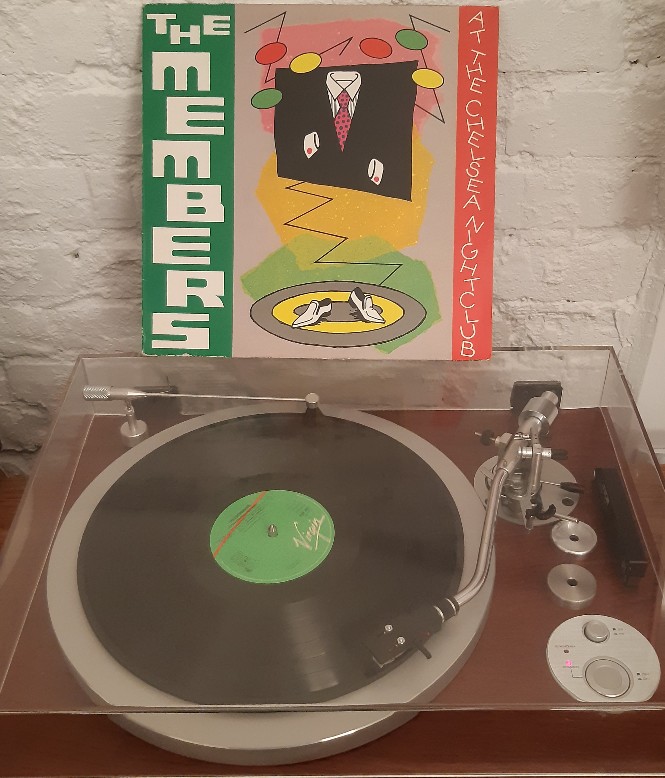 THE MEMBERS
AT THE CHELSEA NIGHTCLUB
Virgin